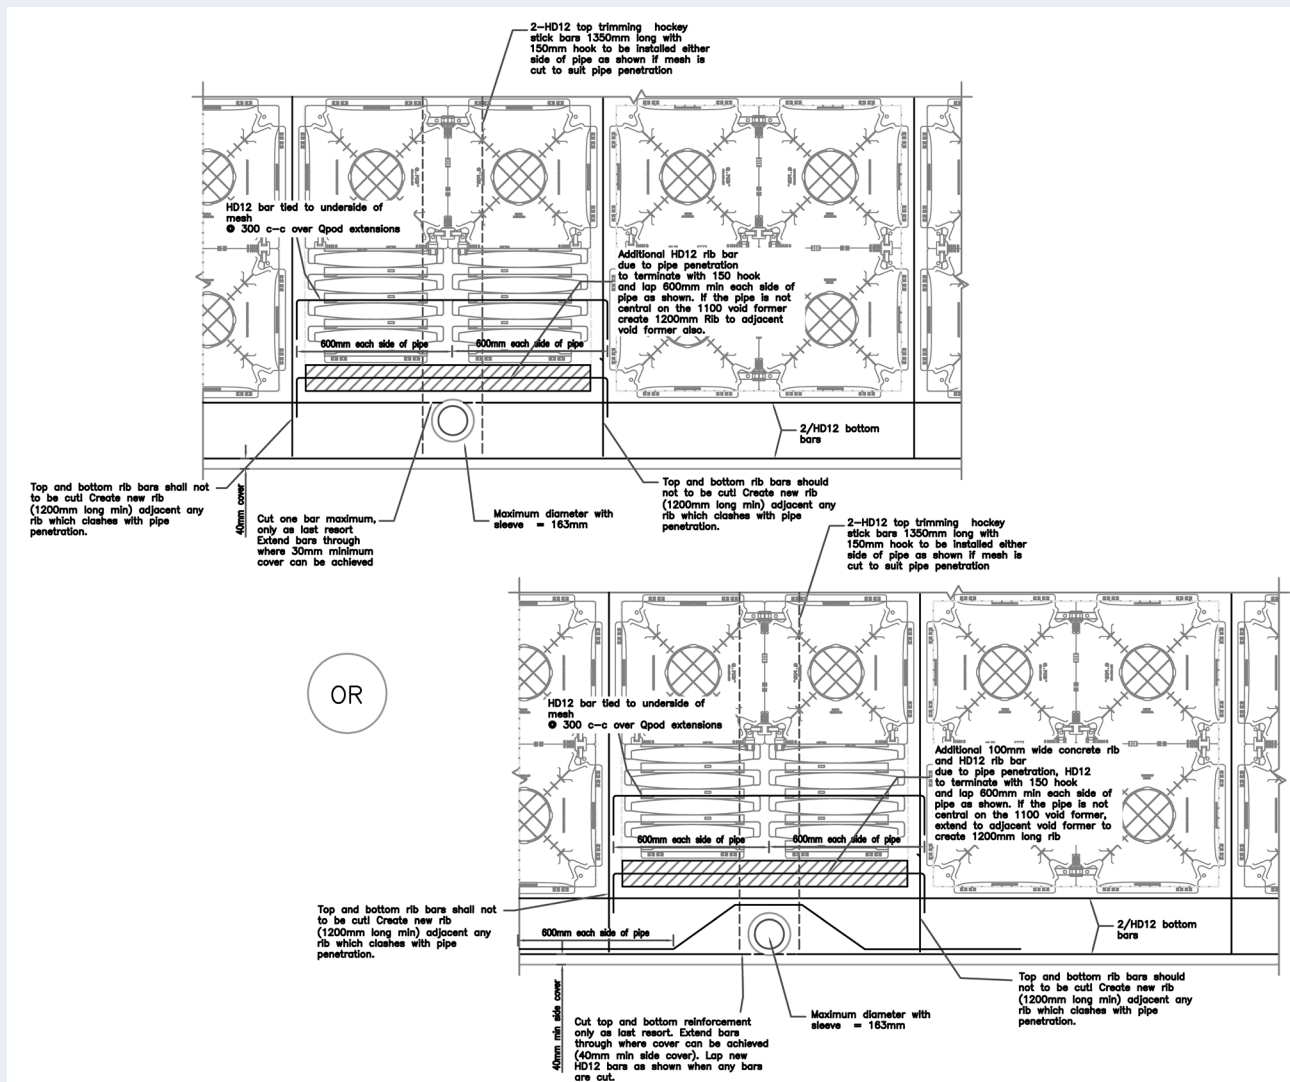 2-HD12 top trimming hockey
stick bars 1350mm long with
150mm hook to be installed either
side of pipe as shown if mesh is
cut to suit pipe penetration
HD12 bar tied to underside of
mesh
@ 300 c-c over Qpod extensions
Additional HD12 rib bar
due to pipe penetration
to terminate with 150 hook
and lap 600mm min each side of
pipe as shown. If the pipe is not
central on the 1100 void former
create 1200mm Rib to adjacent
void former also.
600mm each side of pipe
600mm each side of pipe
2/HD12 bottom
bars
Top and bottom rib bars shall not
to be cut! Create new rib
(1200mm long min) adjacent any
rib which clashes with pipe
penetration.
40mm cover
Cut one bar maximum,
only as last resort
Extend bars through
where 30mm minimum
cover can be achieved
Maximum diameter with
sleeve = 163mm
Top and bottom rib bars should
not to be cut! Create new rib
(1200mm long min) adjacent any
rib which clashes with pipe
penetration.
OR
2-HD12 top trimming hockey
stick bars 1350mm long with
150mm hook to be installed either
side of pipe as shown if mesh is
cut to suit pipe penetration
HD12 bar tied to underside of
mesh
@ 300 c-c over Qpod extensions
Additional 100mm wide concrete rib
and HD12 rib bar
due to pipe penetration, HD12
to terminate with 150 hook
and lap 600mm min each side of
pipe as shown. If the pipe is not
central on the 1100 void former,
extend to adjacent void former to
create 1200mm long rib
600mm each side of pipe
600mm each side of pipe
Top and bottom rib bars shall not
to be cut! Create new rib
(1200mm long min) adjacent any
rib which clashes with pipe
penetration.
600mm each side of pipe
2/HD12 bottom
bars
40mm min side cover
Cut top and bottom reinforcement
only as last resort. Extend bars
through where cover can be achieved
(40mm min side cover). Lap new
HD12 bars as shown when any bars
are cut.
Maximum diameter with
sleeve = 163mm
Top and bottom rib bars should
not to be cut! Create new rib
(1200mm long min) adjacent any
rib which clashes with pipe
penetration.